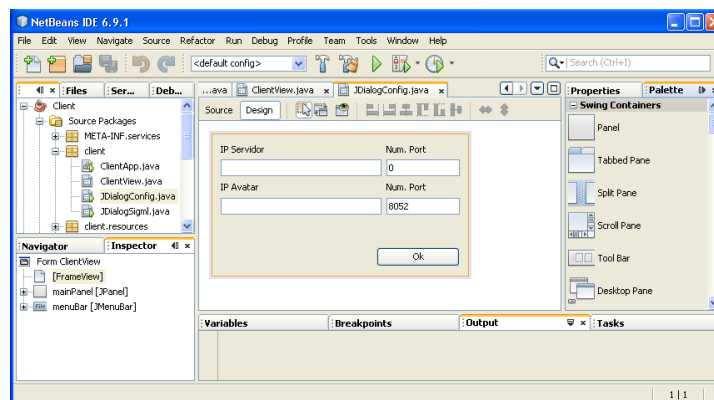 NetBeans IDE 6.9.1
File Edit View Navigate Source Refactor Run Debug Profile Team Tools Window Help
<default config>
Search (Ctrl+I)
Files
Ser...
Deb...
...ava
ClientView.java
JDialogConfig.java
Properties
Palette
Client
Source Packages
META-INF.services
client
ClientApp.java
ClientView.java
JDialogConfig.java
JDialogSigml.java
client.resources
Source
Design
IP Servidor
Num. Port
0
IP Avatar
Num. Port
8052
Ok
Swing Containers
Panel
Tabbed Pane
Split Pane
Scroll Pane
Tool Bar
Desktop Pane
Navigator
Inspector
Form ClientView
[FrameView]
mainPanel [JPanel]
menuBar [JMenuBar]
Variables
Breakpoints
Output
Tasks
1 | 1